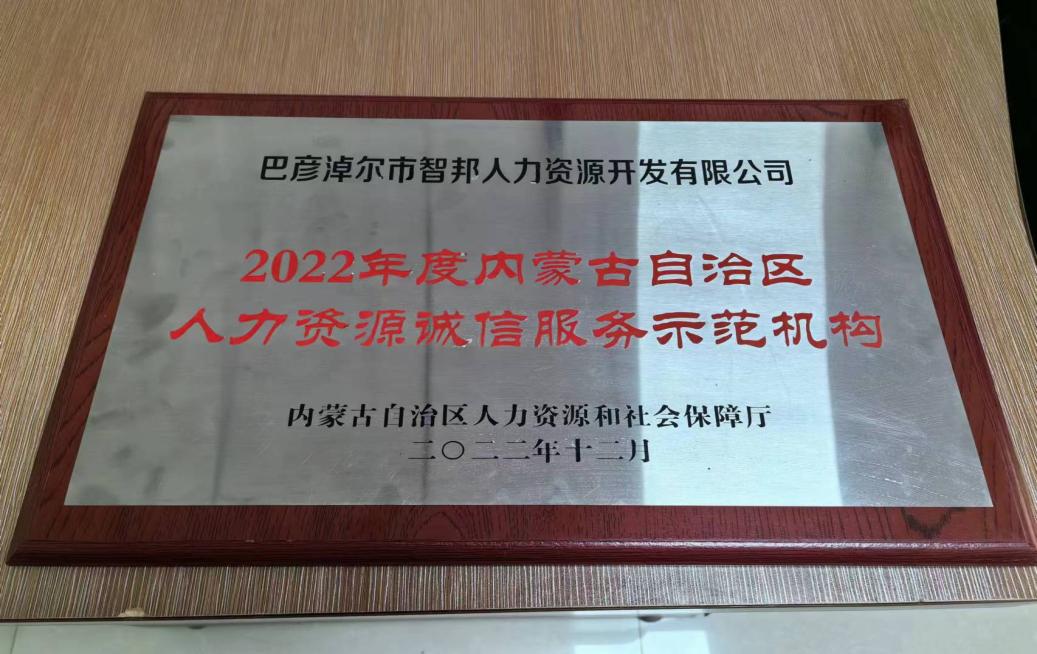 巴彦淖尔市智邦人力资源开发有限公司
2022年度内蒙古自治区
人力资源诚信服务示范机构
内蒙古自治区人力资源和社会保障厅
二〇二二年十二月